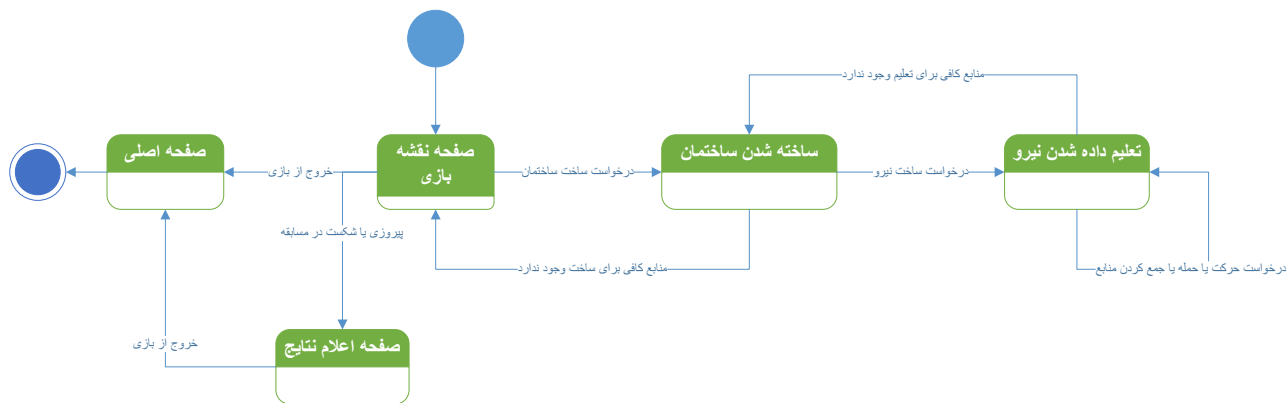 منابع کافی برای تعلیم وجود ندارد
تعلیم داده شدن نیرو
درخواست ساخت نیرو
ساخته شدن ساختمان
درخواست ساخت ساختمان
صفحه نقشه
بازی
خروج از بازی
صفحه اصلی
پیروزی یا شکست در مسابقه
منابع کافی برای ساخت وجود ندارد
درخواست حرکت یا حمله یا جمع کردن منابع
صفحه اعلام نتایج
خروج از بازی